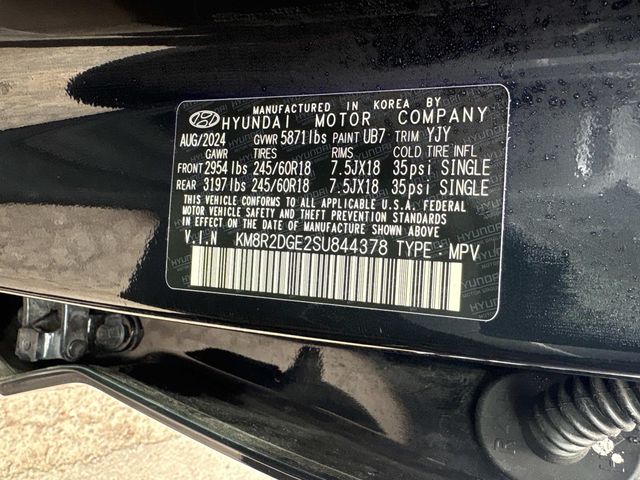 MANUFACTURED IN KOREA BY
HYUNDAI MOTOR COMPANY
AUG/2024 GVWR 5871lbs PAINT UB7 TRIM YJY
GAWR TIRES RIMS COLD TIRE INFL
FRONT 2954lbs 245/60R18 7.5JX18 35psi SINGLE
REAR 3197lbs 245/60R18 7.5JX18 35psi SINGLE
THIS VEHICLE CONFORMS TO ALL APPLICABLE U.S.A. FEDERAL
MOTOR VEHICLE SAFETY AND THEFT PREVENTION STANDARDS
IN EFFECT ON THE DATE OF MANUFACTURE SHOWN ABOVE
V.I.N KM8R2DGE2SU844378 TYPE : MPV